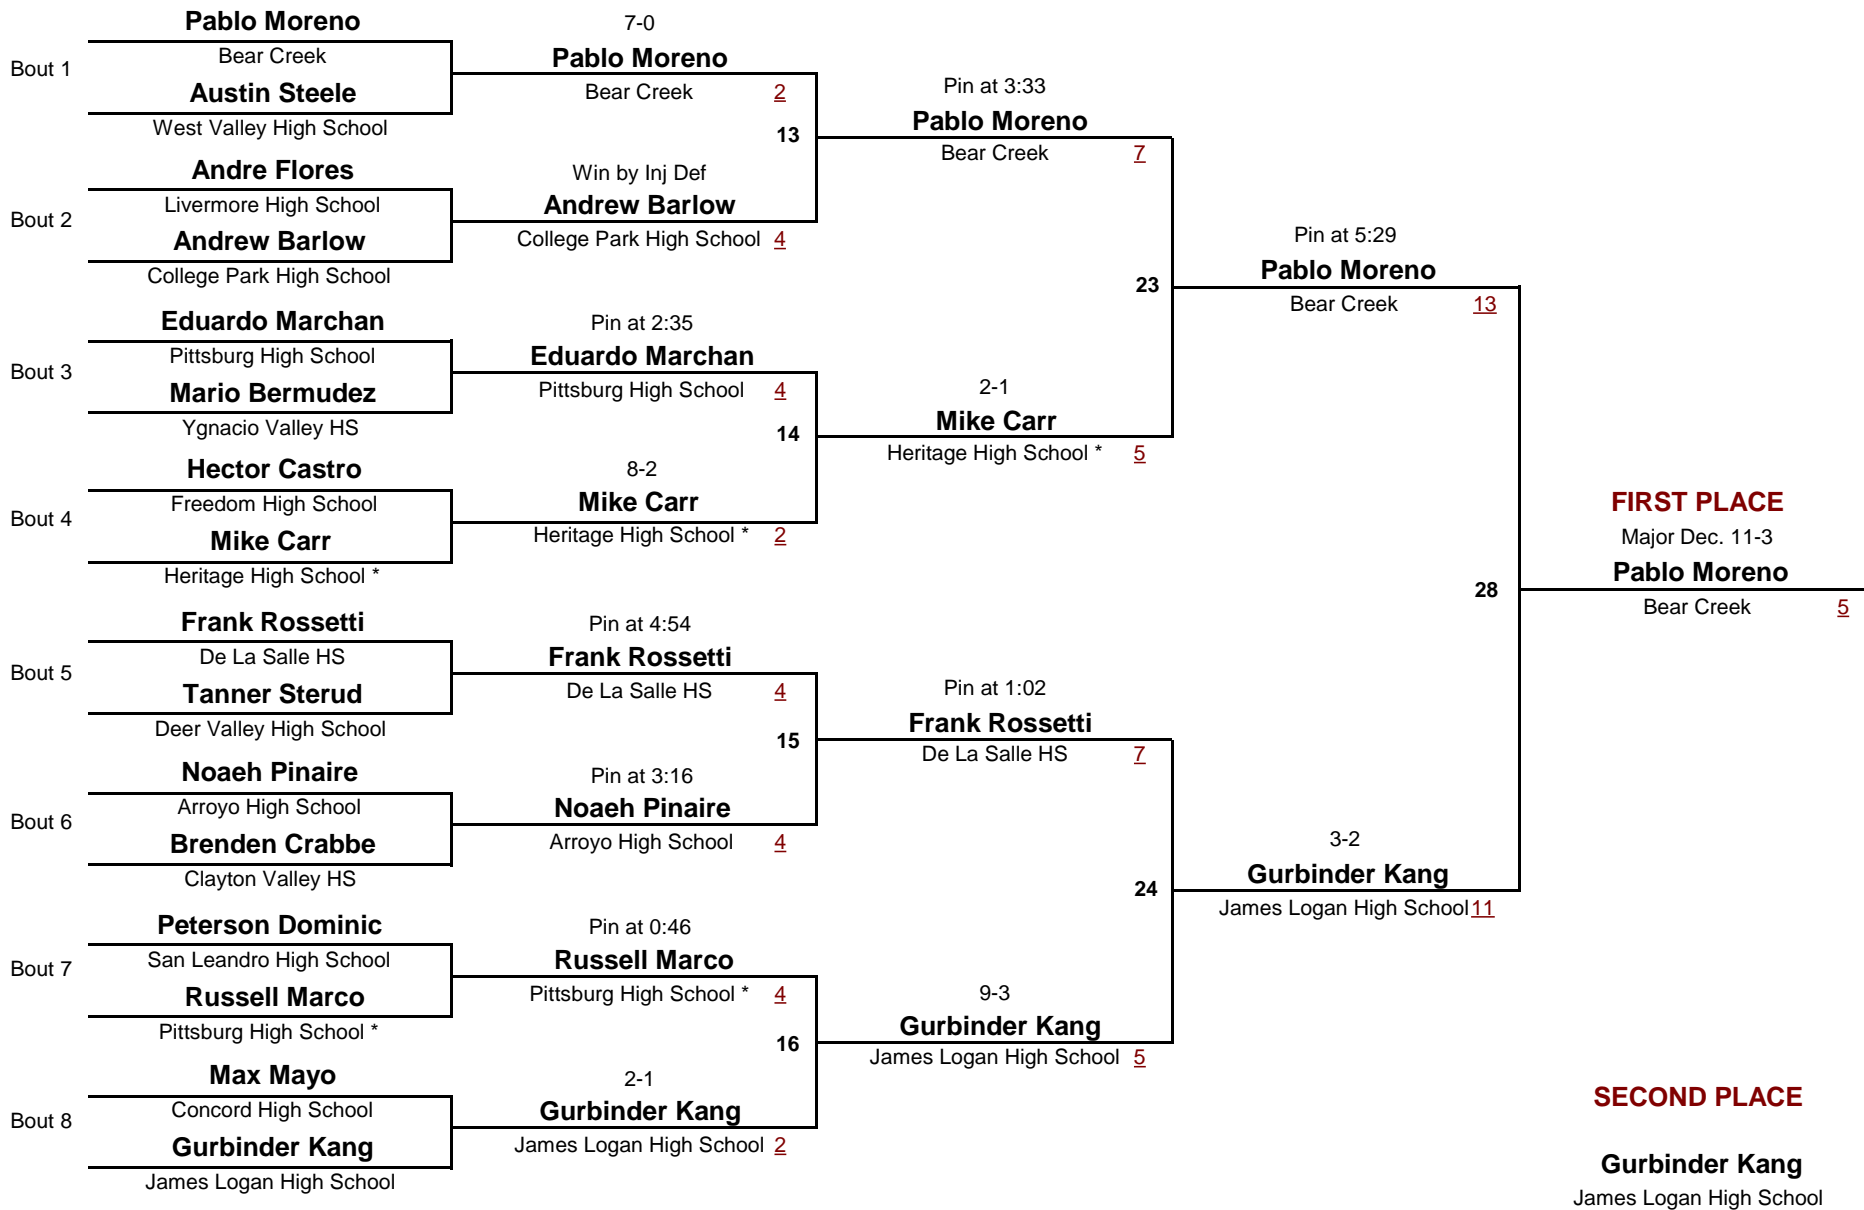 Pablo Moreno
Bear Creek
Bout 1
Austin Steele
West Valley High School
Andre Flores
Livermore High School
Bout 2
Andrew Barlow
College Park High School
Eduardo Marchan
Pittsburg High School
Bout 3
Mario Bermudez
Ygnacio Valley HS
Hector Castro
Freedom High School
Bout 4
Mike Carr
Heritage High School *
Frank Rossetti
De La Salle HS
Bout 5
Tanner Sterud
Deer Valley High School
Noaeh Pinaire
Arroyo High School
Bout 6
Brenden Crabbe
Clayton Valley HS
Peterson Dominic
San Leandro High School
Bout 7
Russell Marco
Pittsburg High School *
Max Mayo
Concord High School
Bout 8
Gurbinder Kang
James Logan High School
7-0
Pablo Moreno
Bear Creek 2
13
Win by Inj Def
Andrew Barlow
College Park High School 4
Pin at 2:35
Eduardo Marchan
Pittsburg High School 4
14
8-2
Mike Carr
Heritage High School * 2
Pin at 4:54
Frank Rossetti
De La Salle HS 4
15
Pin at 3:16
Noaeh Pinaire
Arroyo High School 4
Pin at 0:46
Russell Marco
Pittsburg High School * 4
16
2-1
Gurbinder Kang
James Logan High School 2
Pin at 3:33
Pablo Moreno
Bear Creek 7
23
2-1
Mike Carr
Heritage High School * 5
Pin at 1:02
Frank Rossetti
De La Salle HS 7
24
9-3
Gurbinder Kang
James Logan High School 5
Pin at 5:29
Pablo Moreno
Bear Creek 13
28
3-2
Gurbinder Kang
James Logan High School 11
FIRST PLACE
Major Dec. 11-3
Pablo Moreno
Bear Creek 5
SECOND PLACE
Gurbinder Kang
James Logan High School